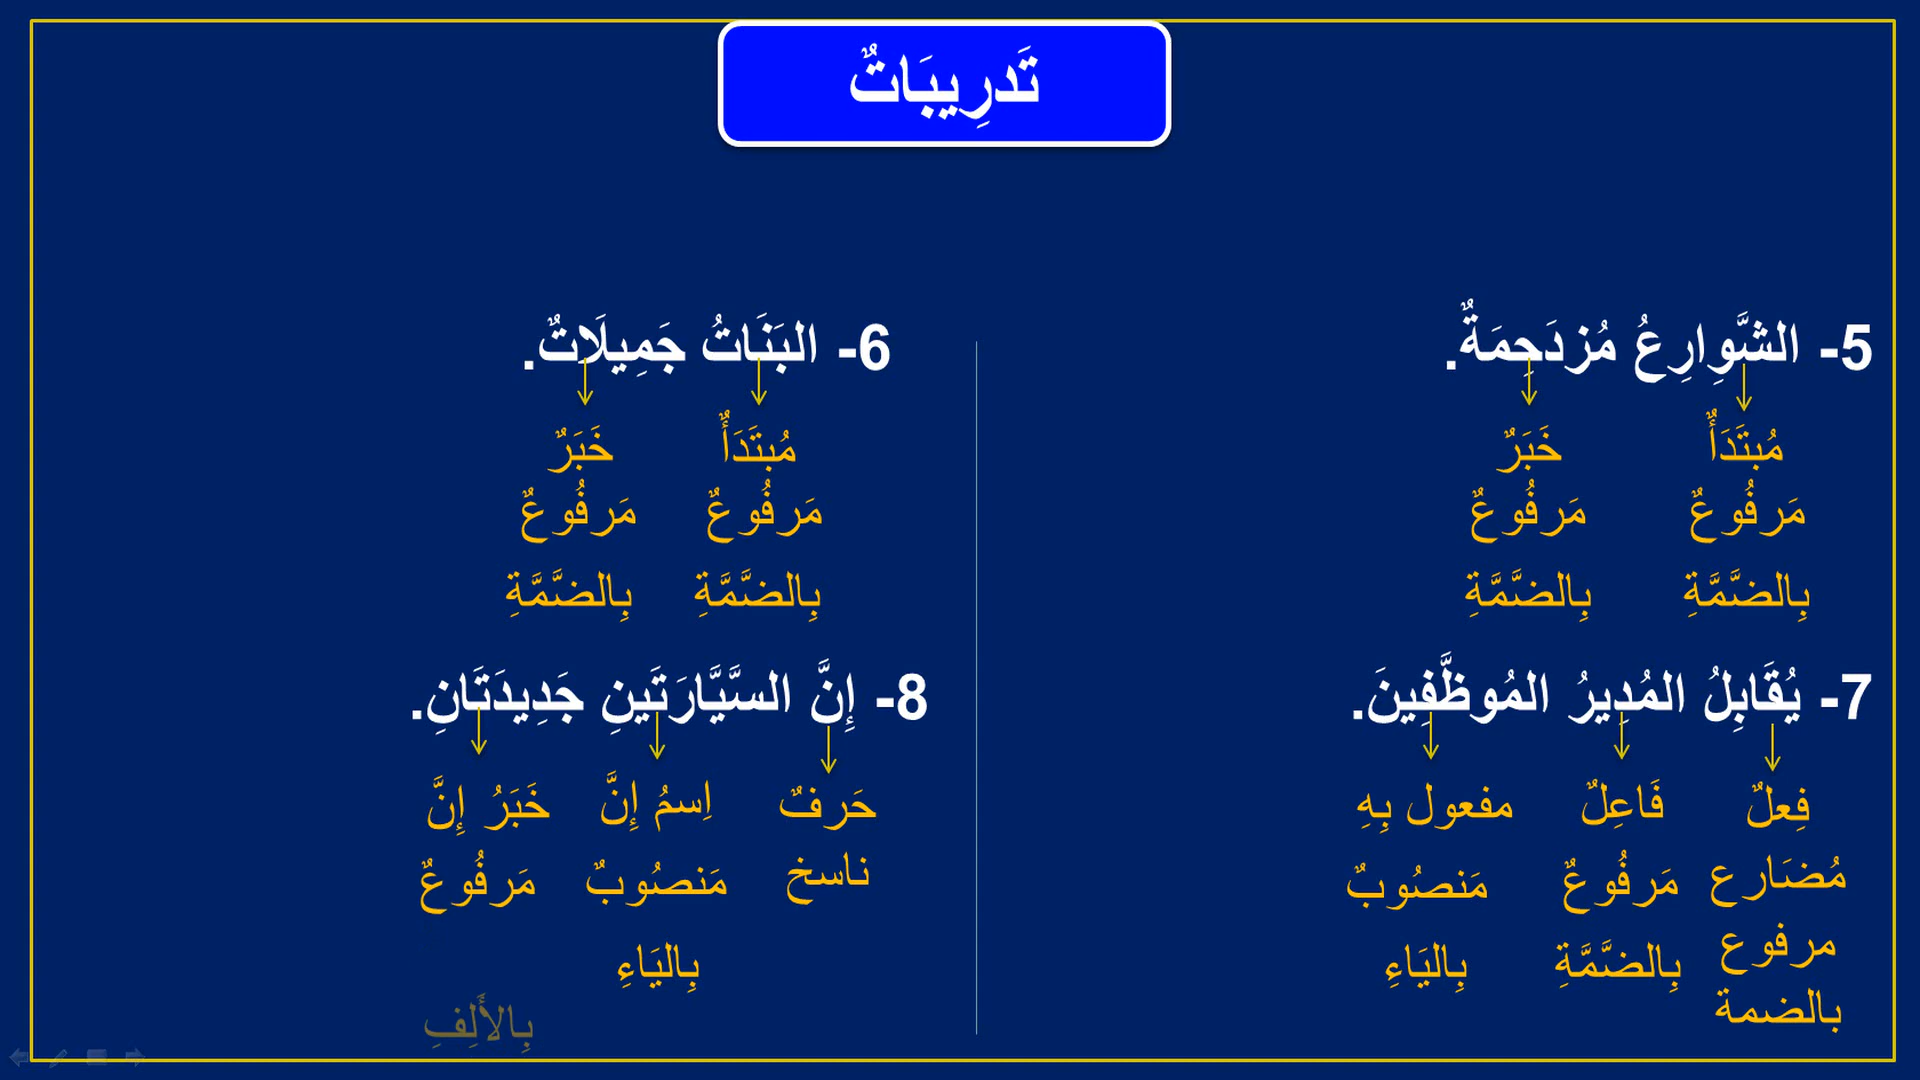 تَدرِيبَاتٌ
5- الشَّوِارِعُ مُزدَحِمَةٌ.
مُبتَدَأٌ خَبَرٌ
مَرفُوعٌ مَرفُوعٌ
بِالضَّمَّةِ بِالضَّمَّةِ
6- البَنَاتُ جَمِيلَاتٌ.
مُبتَدَأٌ خَبَرٌ
مَرفُوعٌ مَرفُوعٌ
بِالضَّمَّةِ بِالضَّمَّةِ
7- يُقَابِلُ المُدِيرُ المُوظَّفِينَ.
فِعلٌ فَاعِلٌ مفعول بِهِ
مُضَارع مَرفُوعٌ مَنصُوبٌ
مرفوع بِالضَّمَّةِ بِاليَاءِ
بالضمة
8- إِنَّ السَّيَّارَتَينِ جَدِيدَتَانِ.
حَرفٌ اِسمُ إِنَّ خَبَرُ إِنَّ
ناسخ مَنصُوبٌ مَرفُوعٌ
بِاليَاءِ
بِالأَلِفِ